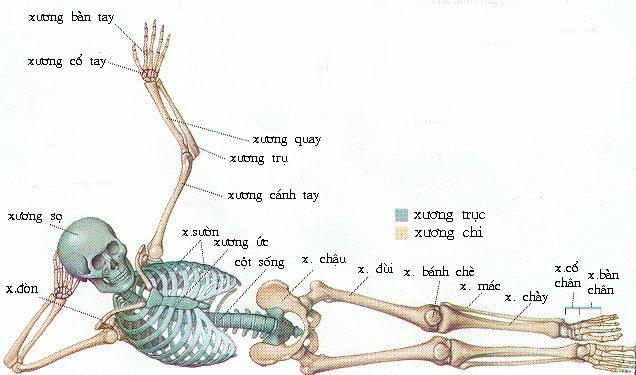 xương bàn tay
xương cổ tay
xương quay
xương trụ
xương cánh tay
xương sọ
xương trục
xương chi
x.sườn
xương ức
cột sống
x. chậu
x. đùi
x. bánh chè
x. mác
x. chày
x.cổ
chân
x.bàn
chân
x.đòn